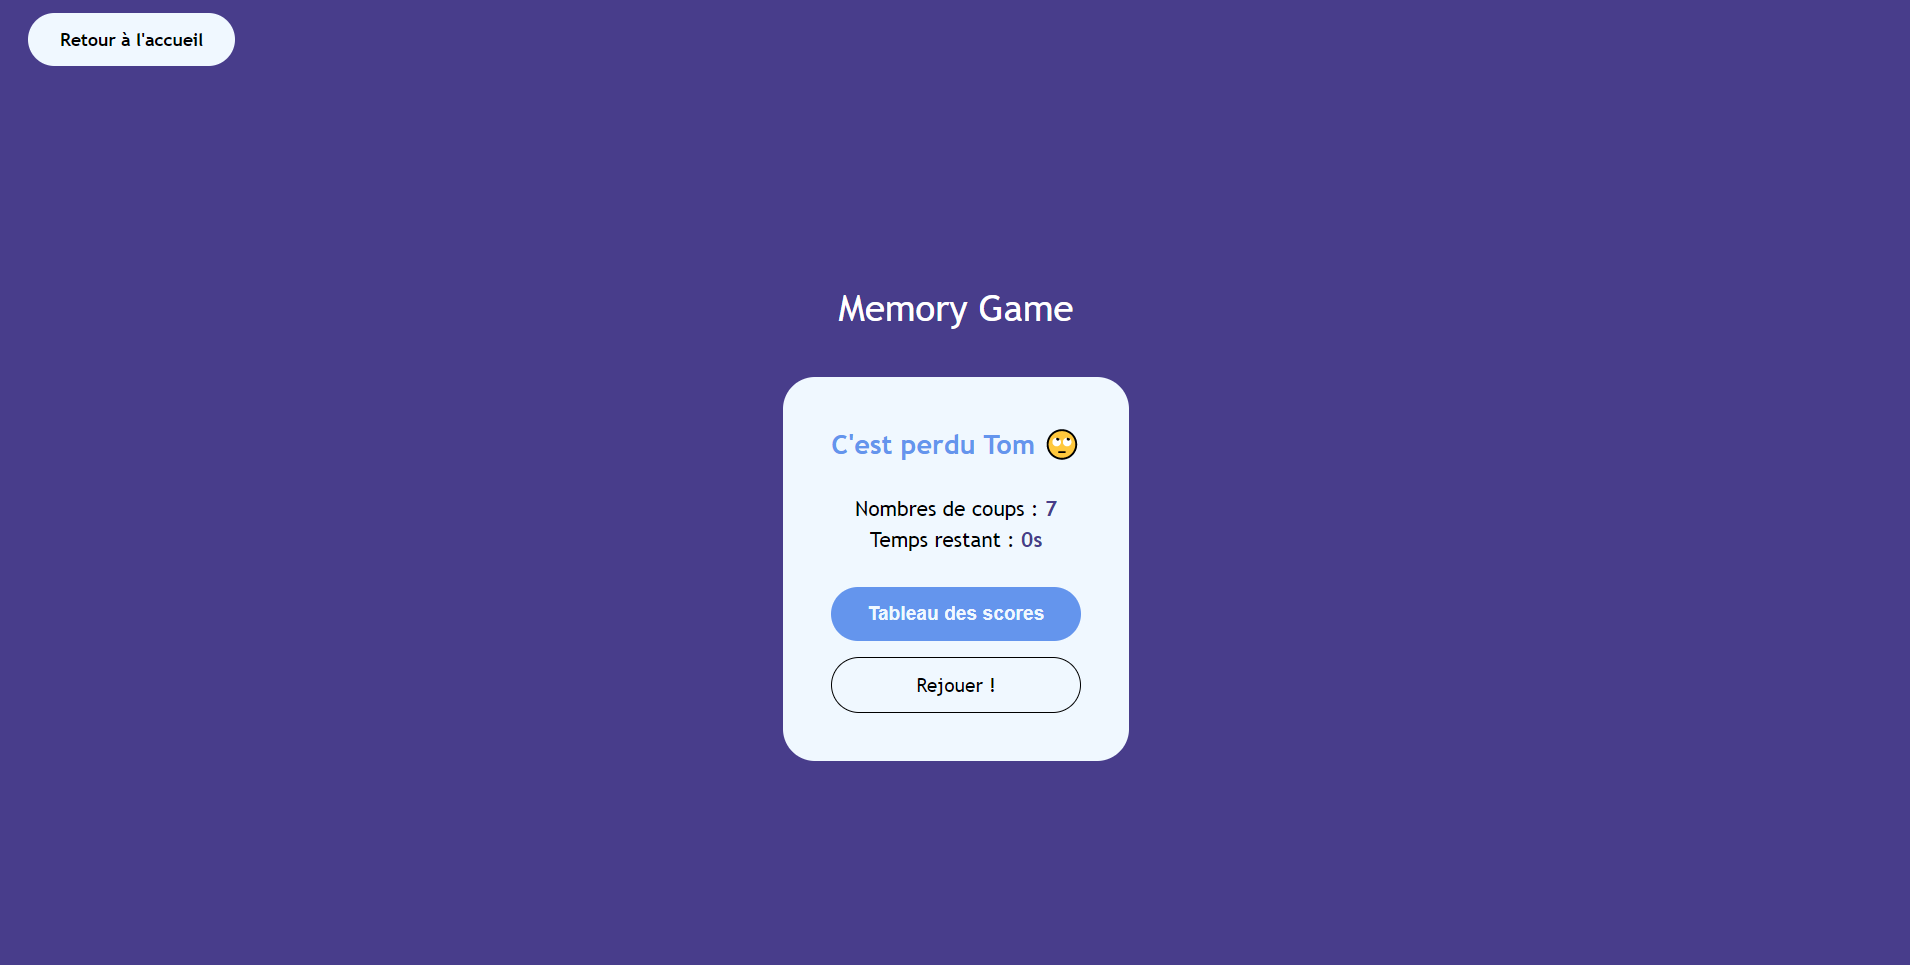 Retour à l'accueil
Memory Game
C'est perdu Tom 🙄
Nombres de coups : 7
Temps restant : 0s
Tableau des scores
Rejouer !